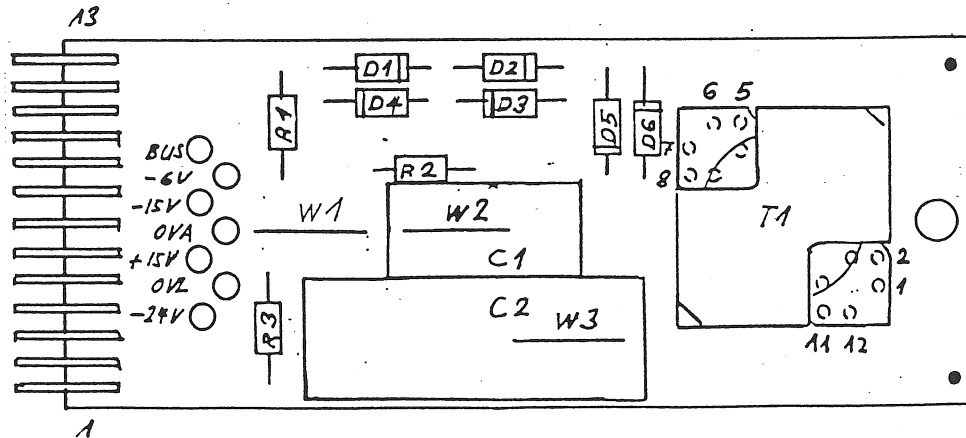 13
D1 D2
D4 D3
R1
D5 D6
6 5
7
8
BUS
-6V
-15V
0VA
+15V
0VL
-24V
R2
W1
W2
C1
T1
2
1
11 12
R3
C2
W3
1